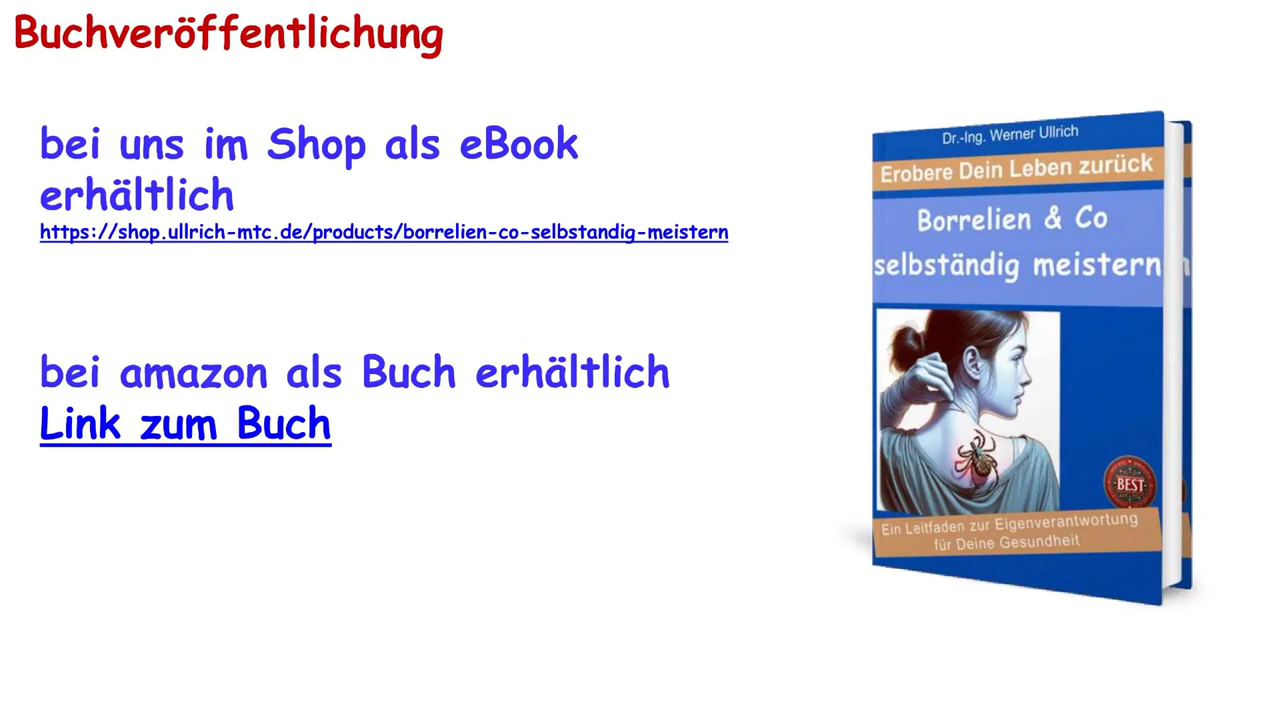 Buchveröffentlichung
bei uns im Shop als eBook
erhältlich
https://shop.ullrich-mtc.de/products/borrelien-co-selbstandig-meistern
bei amazon als Buch erhältlich
Link zum Buch
Dr.-Ing. Werner Ullrich
Erobere Dein Leben zurück
Borrelien & Co
selbständig meistern
BEST
Ein Leitfaden zur Eigenverantwortung
für Deine Gesundheit